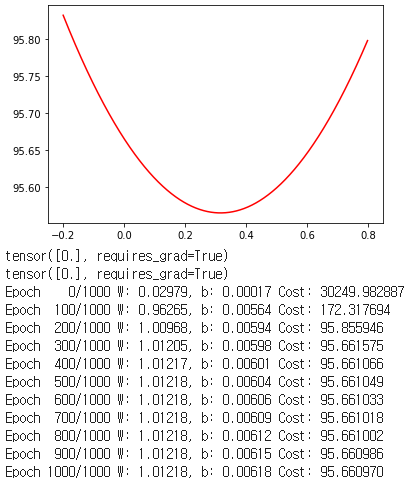 95.80
95.75
95.70
95.65
95.60
−0.2 0.0 0.2 0.4 0.6 0.8
tensor([0.], requires_grad=True)
tensor([0.], requires_grad=True)
Epoch    0/1000 W: 0.02979, b: 0.00017 Cost: 30249.982887
Epoch  100/1000 W: 0.96265, b: 0.00564 Cost: 172.317694
Epoch  200/1000 W: 1.00968, b: 0.00594 Cost: 95.855946
Epoch  300/1000 W: 1.01205, b: 0.00598 Cost: 95.661575
Epoch  400/1000 W: 1.01217, b: 0.00601 Cost: 95.661066
Epoch  500/1000 W: 1.01218, b: 0.00604 Cost: 95.661049
Epoch  600/1000 W: 1.01218, b: 0.00606 Cost: 95.661033
Epoch  700/1000 W: 1.01218, b: 0.00609 Cost: 95.661018
Epoch  800/1000 W: 1.01218, b: 0.00612 Cost: 95.661002
Epoch  900/1000 W: 1.01218, b: 0.00615 Cost: 95.660986
Epoch 1000/1000 W: 1.01218, b: 0.00618 Cost: 95.660970